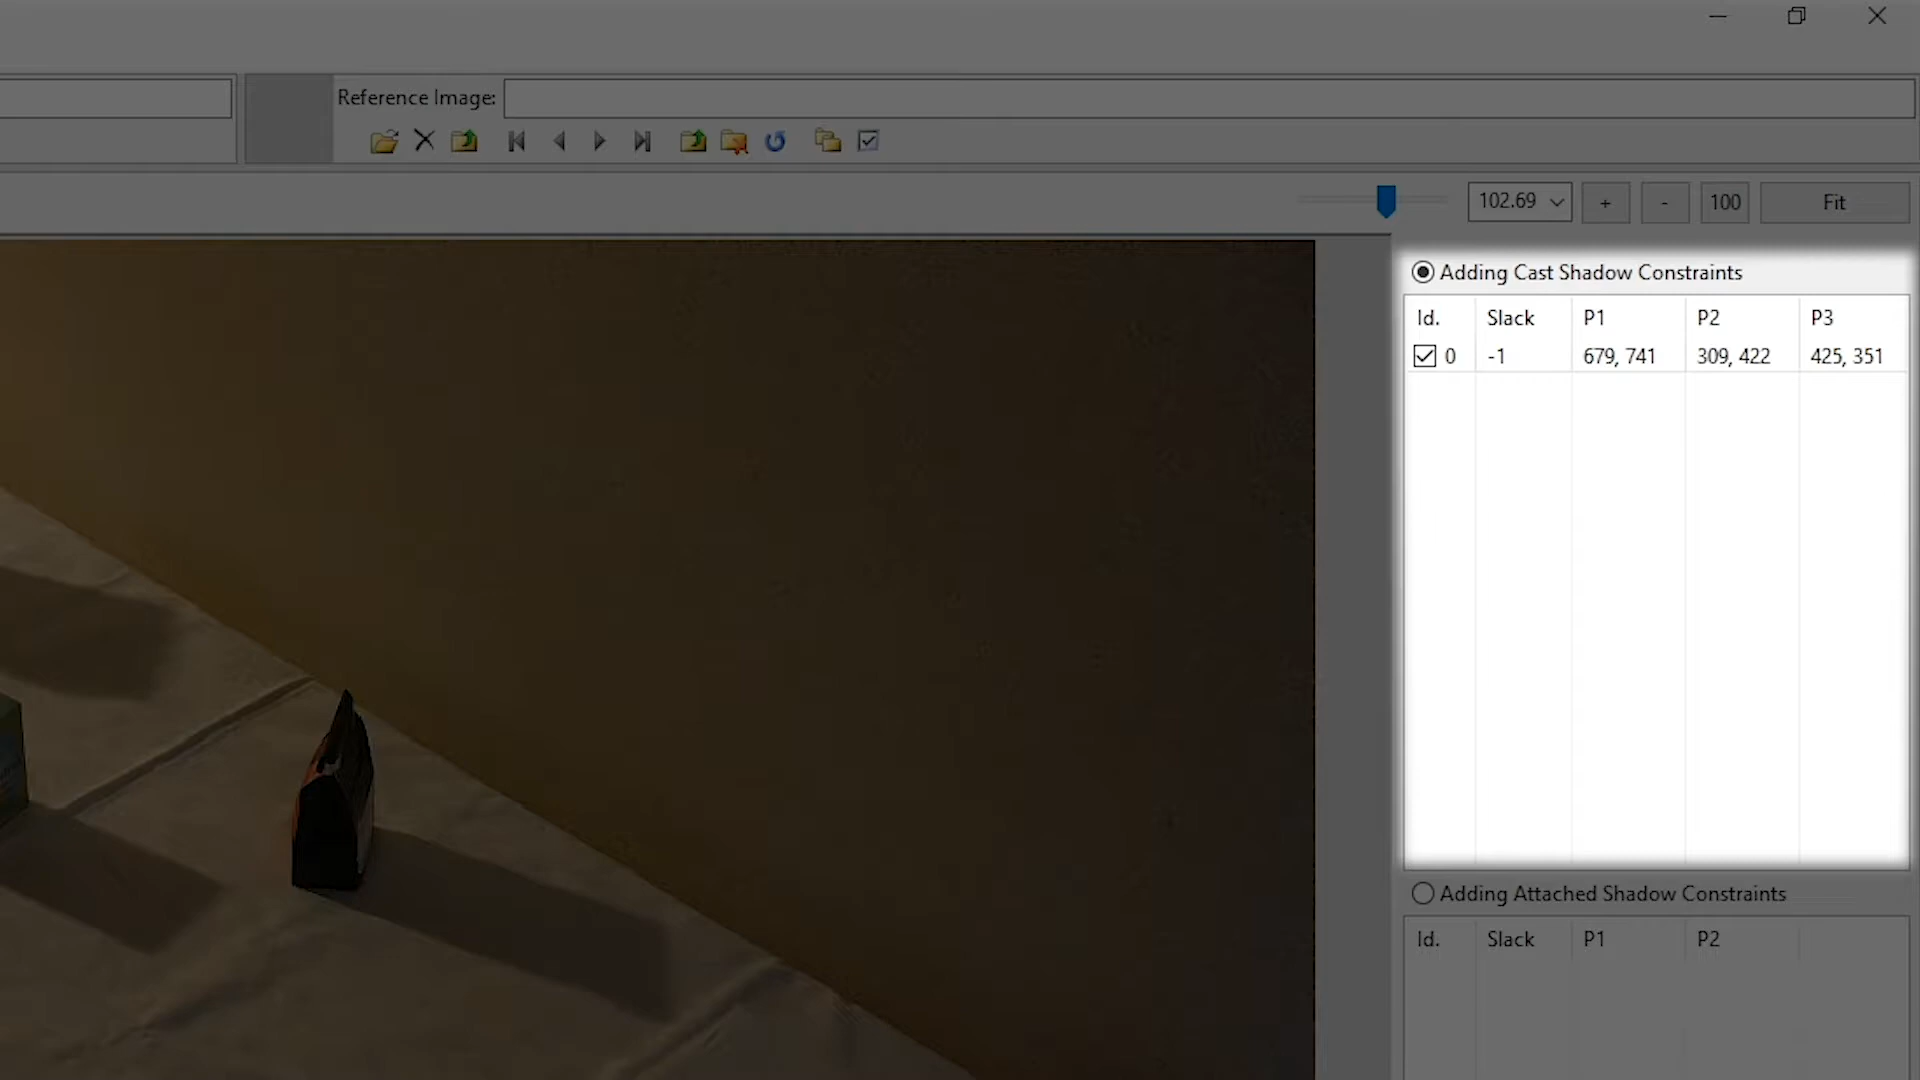 Reference Image:
102.69
+
-
100
Fit
Adding Cast Shadow Constraints
Id. Slack P1 P2 P3
0 -1 679, 741 309, 422 425, 351
Adding Attached Shadow Constraints
Id. Slack P1 P2